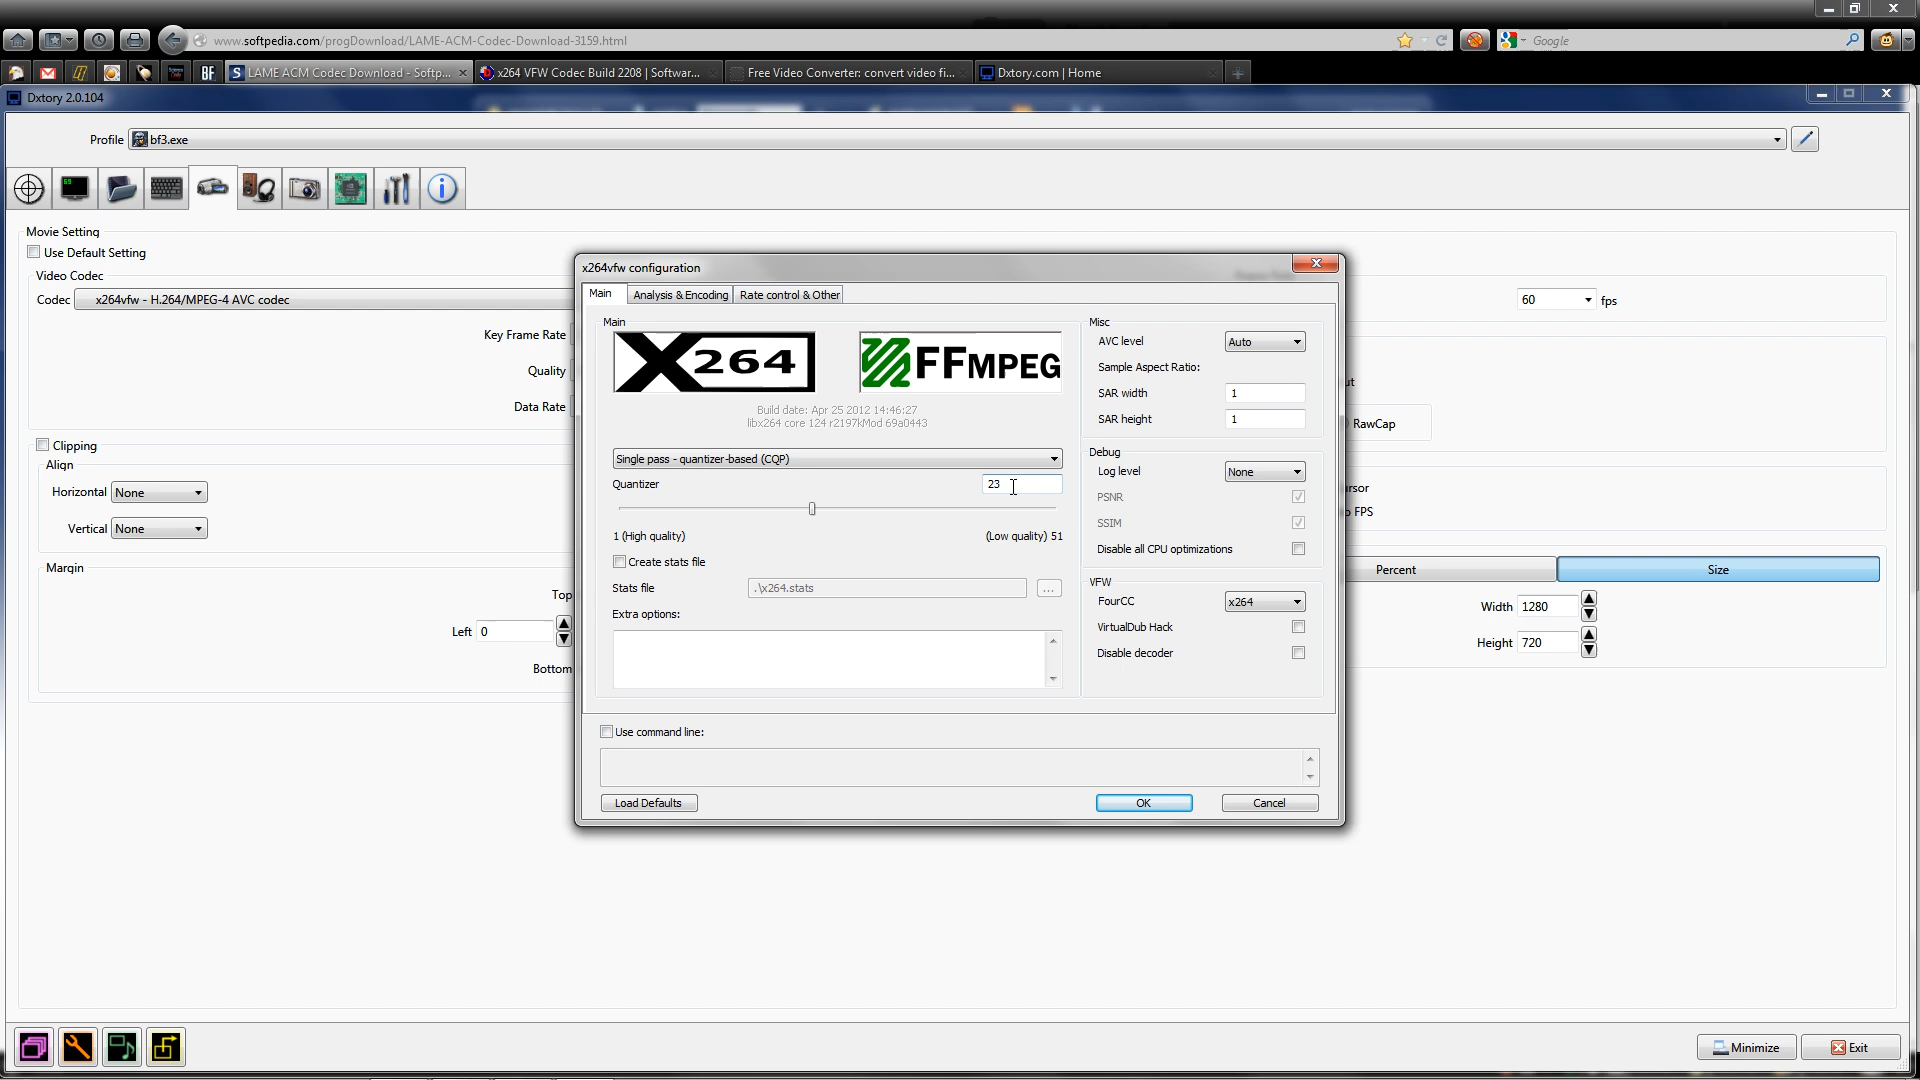 www.softpedia.com/progDownload/LAME-ACM-Codec-Download-3159.html
Google
BF
S LAME ACM Codec Download - Softp...
x264 VFW Codec Build 2208 | Softwar...
Free Video Converter: convert video fi...
Dxtory.com | Home
Dxtory 2.0.104
Profile
bf3.exe
Movie Setting
Use Default Setting
Video Codec
Codec
x264vfw - H.264/MPEG-4 AVC codec
60
fps
Key Frame Rate
Quality
Data Rate
RawCap
Clipping
Align
Horizontal
None
Vertical
None
Margin
Top
Left
0
Bottom
Percent
Size
Width
1280
Height
720
x264vfw configuration
Main
Analysis & Encoding
Rate control & Other
Main
X264
FFMPEG
Build date: Apr 25 2012 14:46:27
libx264 core 124 r2197kMod 69a0443
Single pass - quantizer-based (CQP)
Quantizer
23
1 (High quality)
(Low quality) 51
Create stats file
Stats file
.\x264.stats
...
Extra options:
Misc
AVC level
Auto
Sample Aspect Ratio:
SAR width
1
SAR height
1
Debug
Log level
None
PSNR
SSIM
Disable all CPU optimizations
VFW
FourCC
x264
VirtualDub Hack
Disable decoder
Use command line:
Load Defaults
OK
Cancel
Minimize
Exit